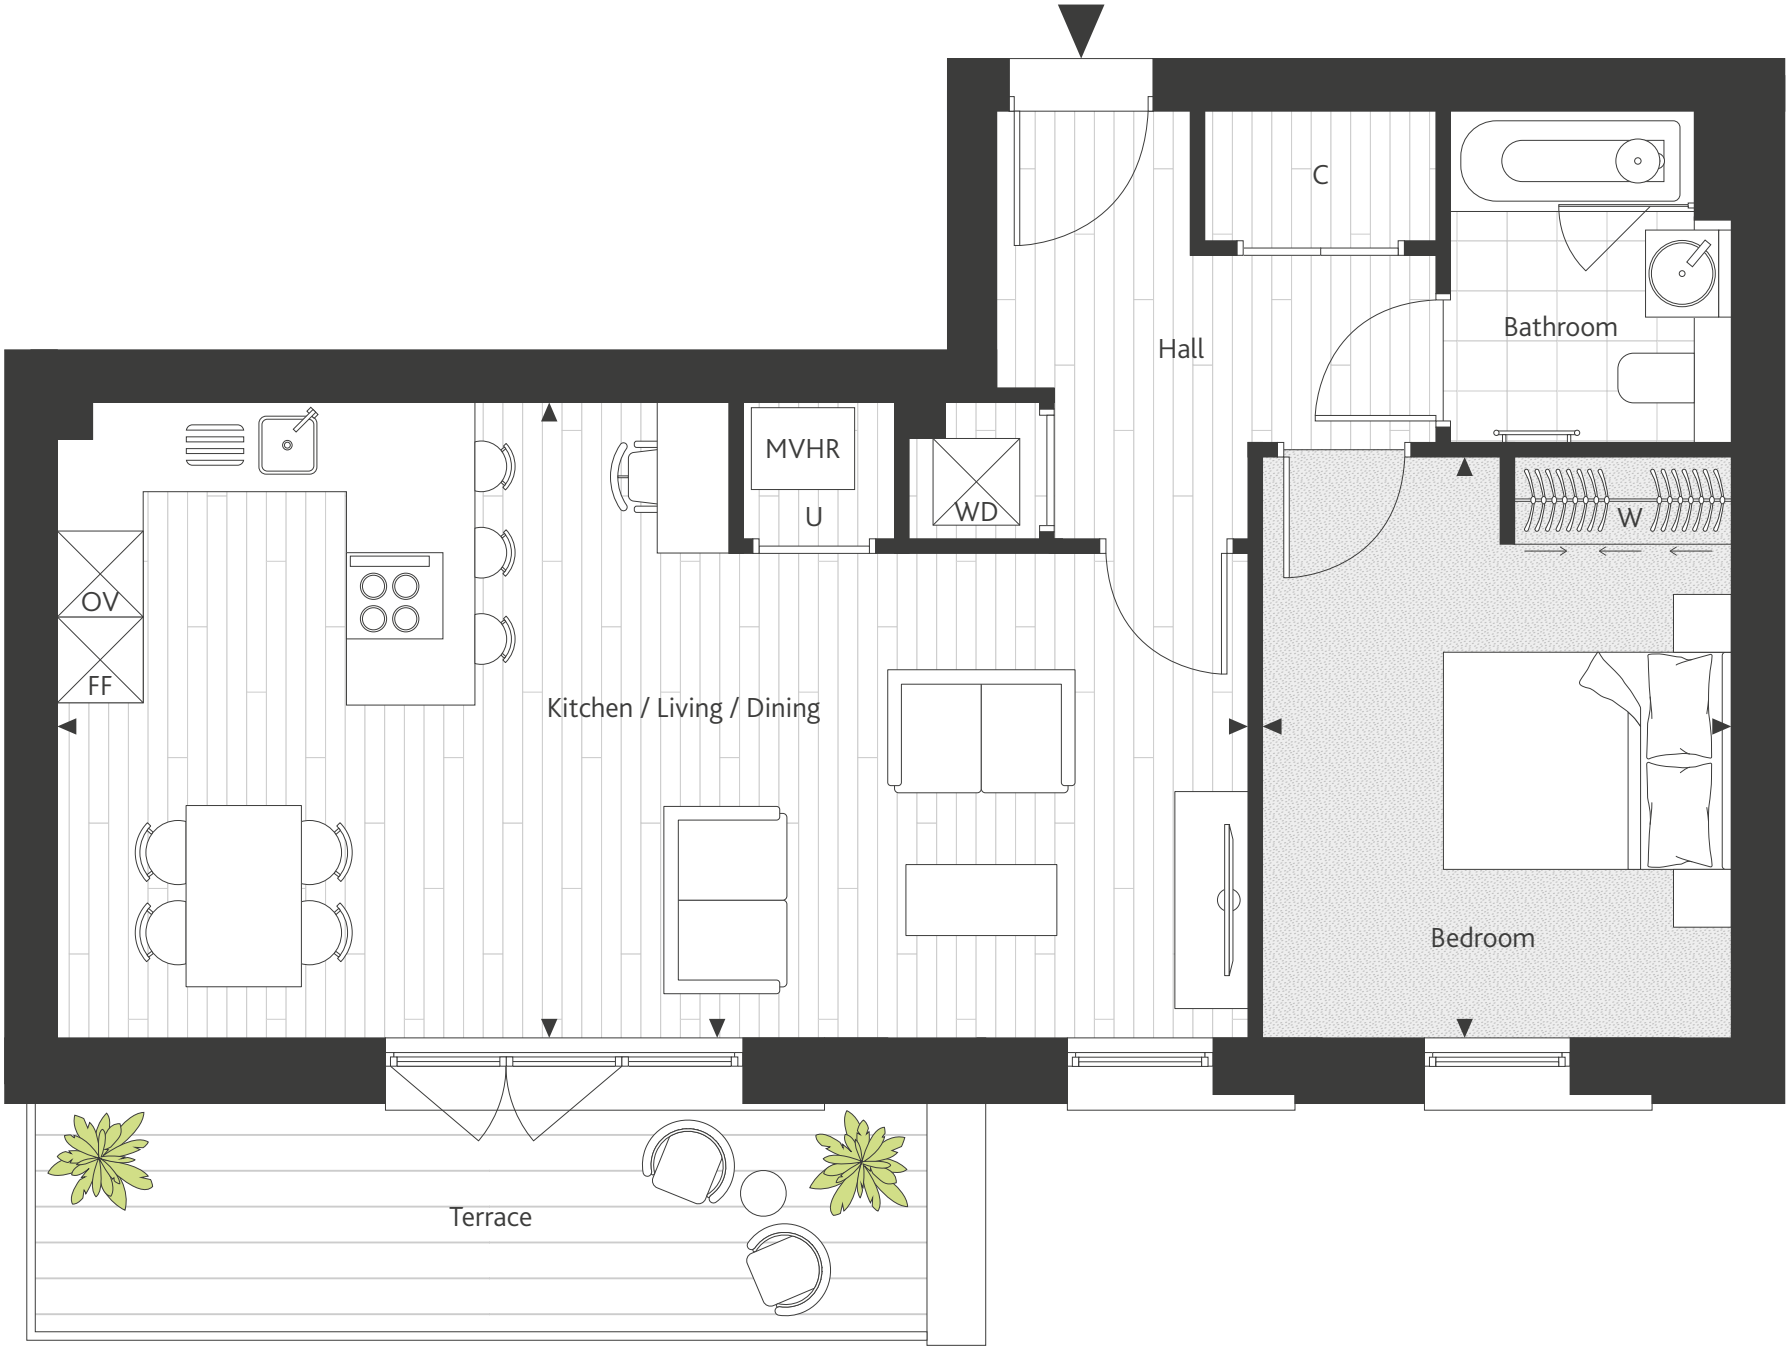 C
Bathroom
Hall
MVHR
U
WD
W
OV
FF
Kitchen / Living / Dining
Bedroom
Terrace